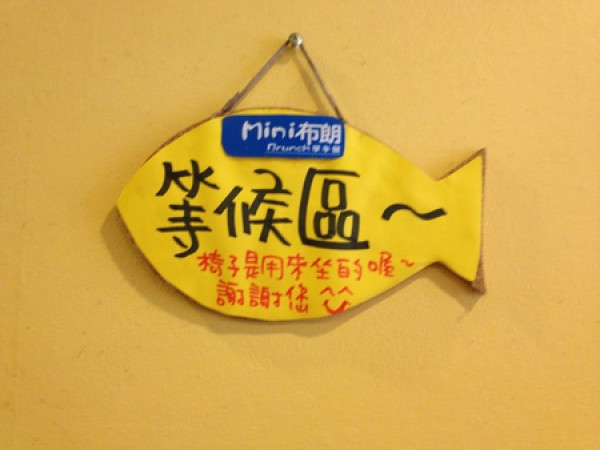 Mini布朗
Brunch早午餐
等候區~
椅子是用來坐的喔~
謝謝您